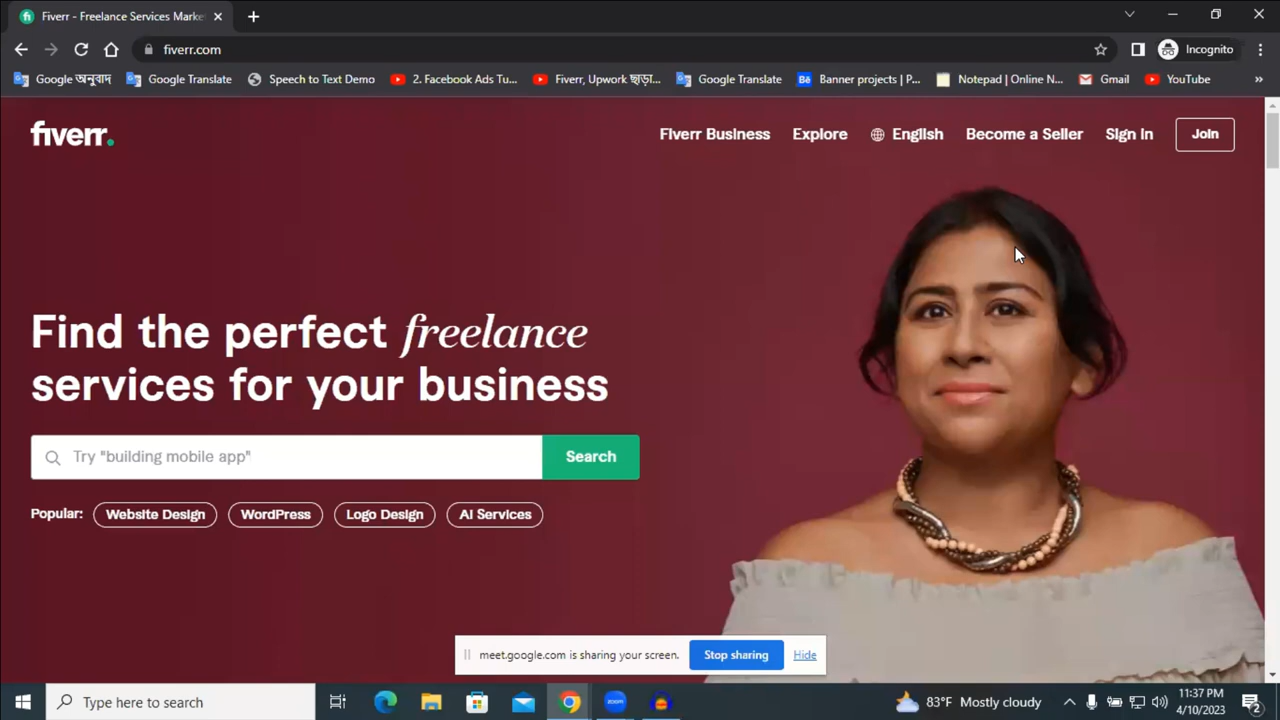 Fiverr - Freelance Services Marke
fiverr.com
Incognito
Google অনুবাদ
Google Translate
Speech to Text Demo
2. Facebook Ads Tu...
Fiverr, Upwork ছাড়া...
Google Translate
Bē
Banner projects | P...
Notepad | Online N...
Gmail
YouTube
fiverr.
Fiverr Business
Explore
English
Become a Seller
Sign in
Join
Find the perfect freelance
services for your business
Try "building mobile app"
Search
Popular:
Website Design
WordPress
Logo Design
AI Services
meet.google.com is sharing your screen.
Stop sharing
Hide
Type here to search
zoom
83°F Mostly cloudy
11:37 PM
4/10/2023
2